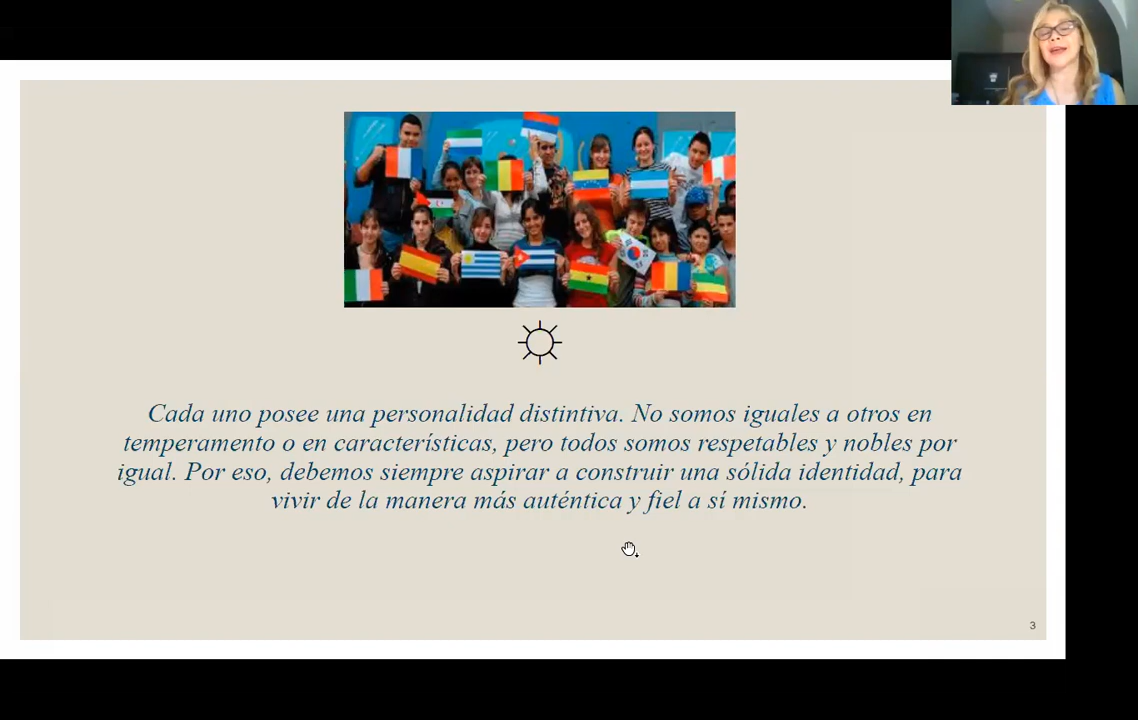 Cada uno posee una personalidad distintiva. No somos iguales a otros en
temperamento o en características, pero todos somos respetables y nobles por
igual. Por eso, debemos siempre aspirar a construir una sólida identidad, para
vivir de la manera más auténtica y fiel a sí mismo.
3